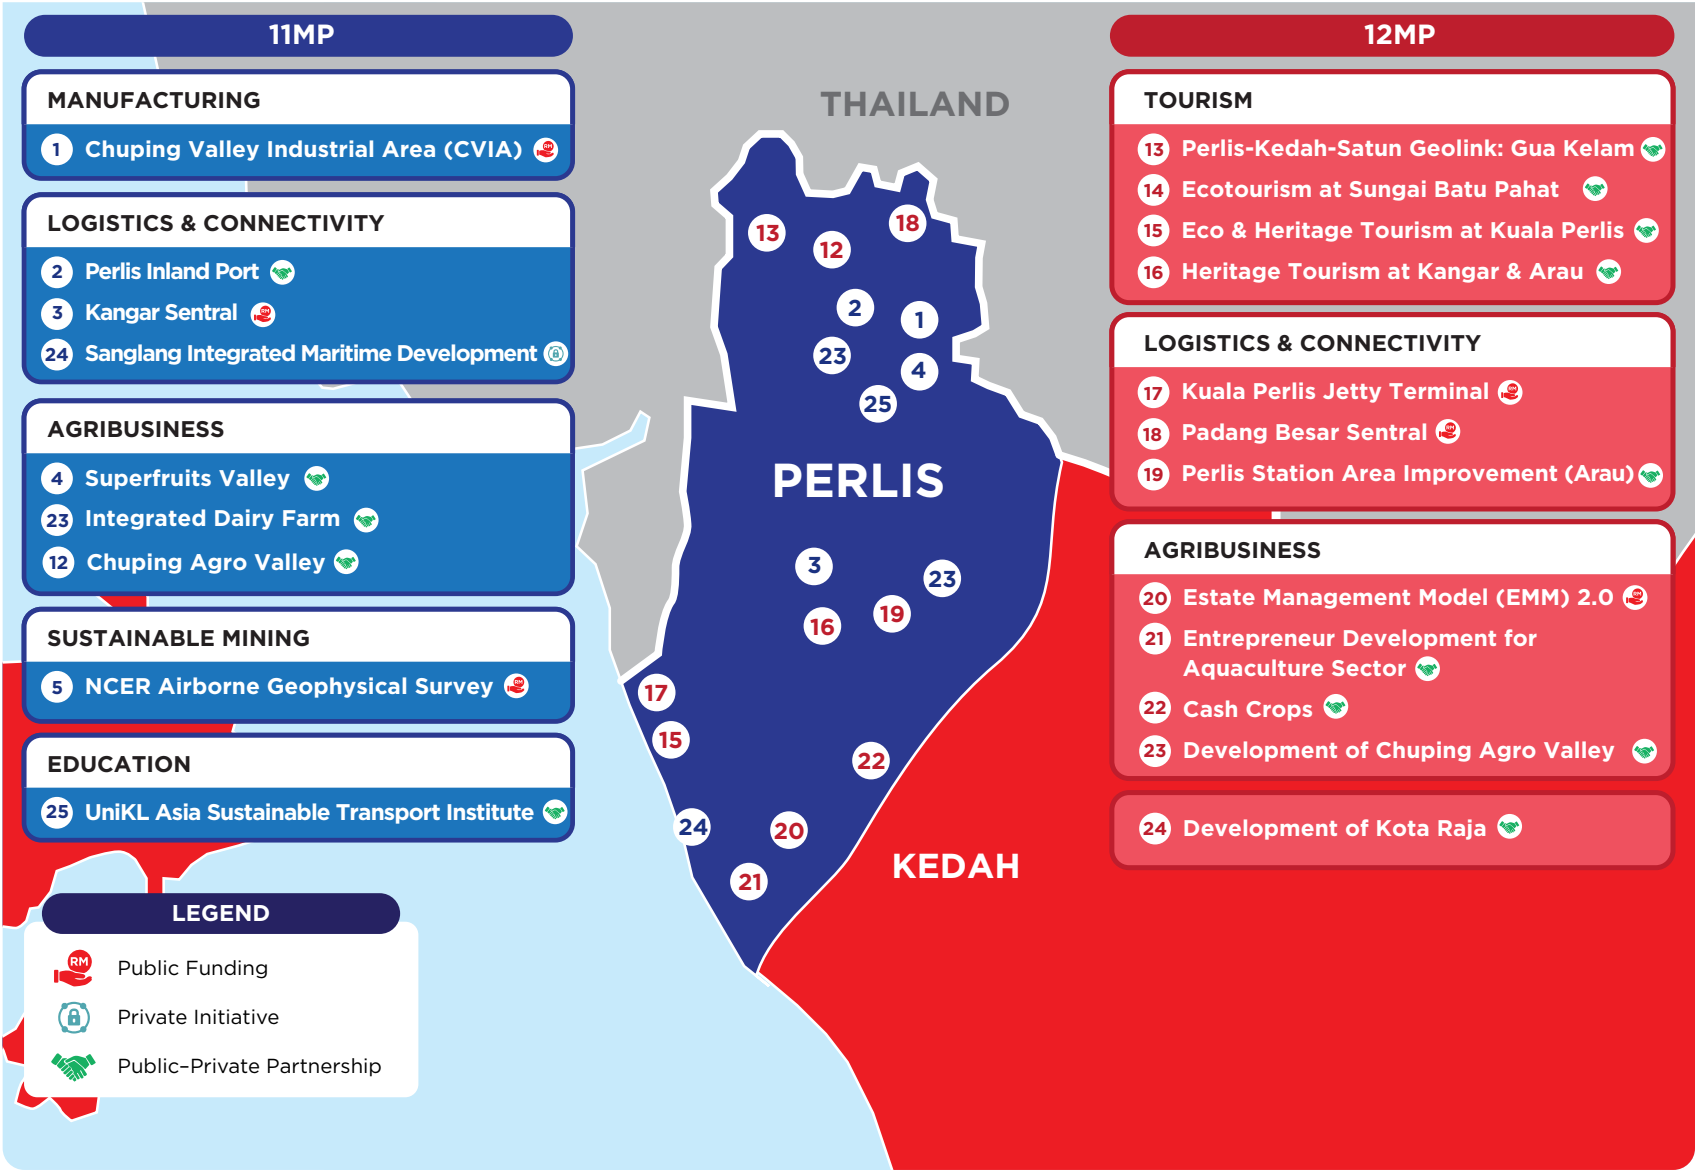 11MP
MANUFACTURING
1 Chuping Valley Industrial Area (CVIA) RM
LOGISTICS & CONNECTIVITY
2 Perlis Inland Port
3 Kangar Sentral RM
24 Sanglang Integrated Maritime Development
AGRIBUSINESS
4 Superfruits Valley
23 Integrated Dairy Farm
12 Chuping Agro Valley
SUSTAINABLE MINING
5 NCER Airborne Geophysical Survey RM
EDUCATION
25 UniKL Asia Sustainable Transport Institute
LEGEND
RM Public Funding
Private Initiative
Public–Private Partnership
THAILAND
13
12
18
2
1
23
4
25
PERLIS
3
23
16
19
17
15
22
24
20
21
KEDAH
12MP
TOURISM
13 Perlis-Kedah-Satun Geolink: Gua Kelam
14 Ecotourism at Sungai Batu Pahat
15 Eco & Heritage Tourism at Kuala Perlis
16 Heritage Tourism at Kangar & Arau
LOGISTICS & CONNECTIVITY
17 Kuala Perlis Jetty Terminal RM
18 Padang Besar Sentral RM
19 Perlis Station Area Improvement (Arau)
AGRIBUSINESS
20 Estate Management Model (EMM) 2.0 RM
21 Entrepreneur Development for
Aquaculture Sector
22 Cash Crops
23 Development of Chuping Agro Valley
24 Development of Kota Raja